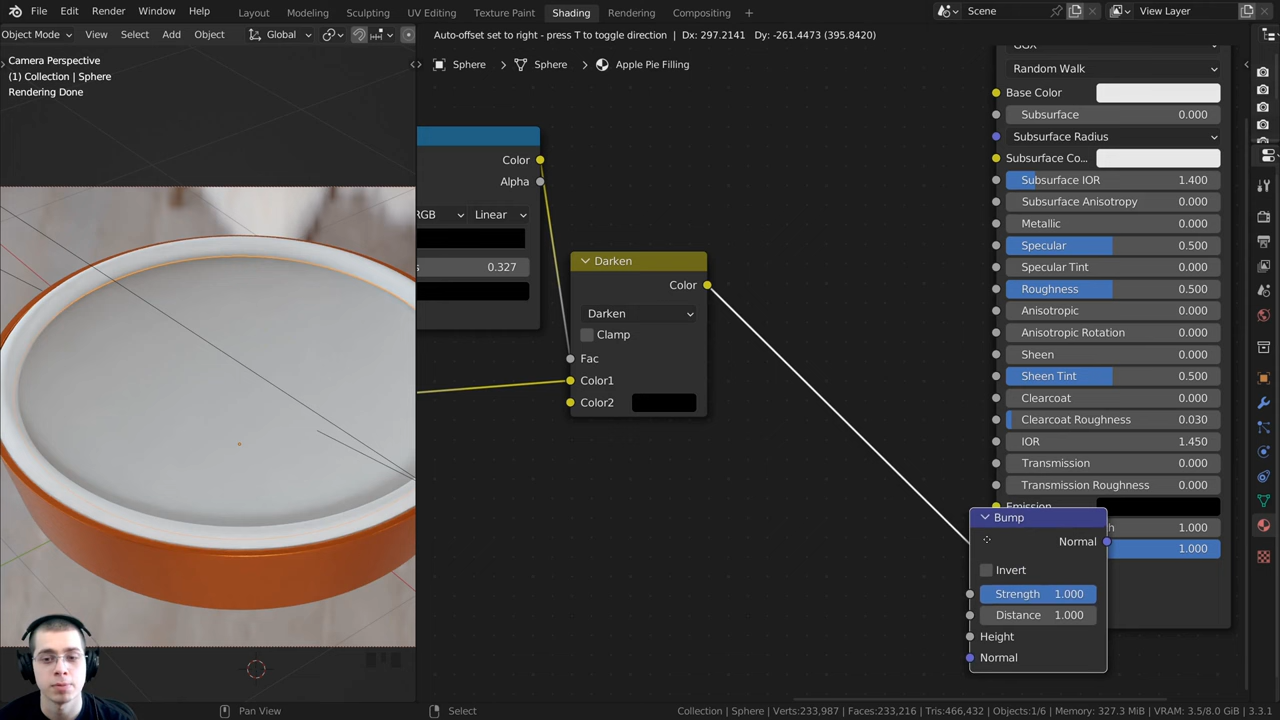 File Edit Render Window Help Layout Modeling Sculpting UV Editing Texture Paint Shading Rendering Compositing + Scene View Layer
Object Mode View Select Add Object Global Auto-offset set to right - press T to toggle direction | Dx: 297.2141 Dy: -261.4473 (395.8420)
Camera Perspective
(1) Collection | Sphere
Rendering Done
Sphere > Sphere > Apple Pie Filling
GGX
Random Walk
Base Color
Subsurface 0.000
Subsurface Radius
Subsurface Co...
Subsurface IOR 1.400
Subsurface Anisotropy 0.000
Metallic 0.000
Specular 0.500
Specular Tint 0.000
Roughness 0.500
Anisotropic 0.000
Anisotropic Rotation 0.000
Sheen 0.000
Sheen Tint 0.500
Clearcoat 0.000
Clearcoat Roughness 0.030
IOR 1.450
Transmission 0.000
Transmission Roughness 0.000
Emission
h 1.000
1.000
Color
Alpha
RGB Linear
s 0.327
Darken
Color
Darken
Clamp
Fac
Color1
Color2
Bump
Normal
Invert
Strength 1.000
Distance 1.000
Height
Normal
Pan View Select Collection | Sphere | Verts:233,987 | Faces:233,216 | Tris:466,432 | Objects:1/6 | Memory: 327.3 MiB | VRAM: 3.5/8.0 GiB | 3.3.1